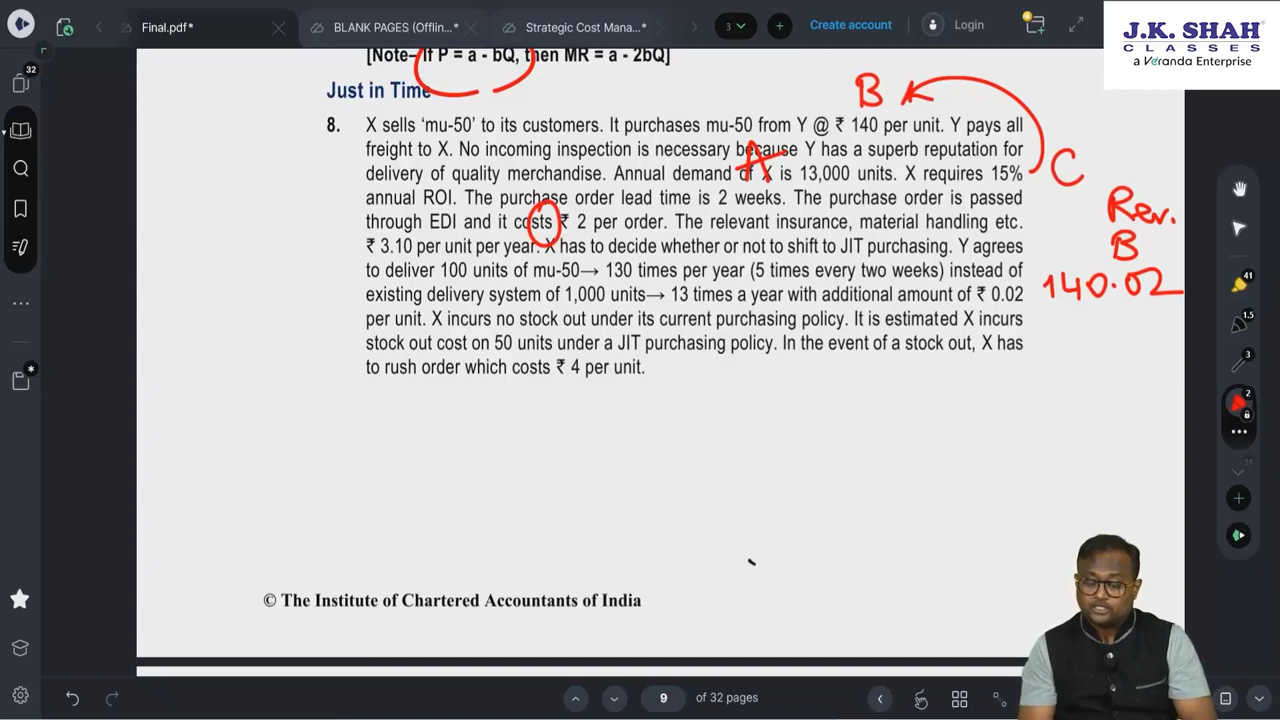 Final.pdf*
BLANK PAGES (Offlin...*
Strategic Cost Mana...*
3
Create account
Login
J.K. SHAH
CLASSES
a Veranda Enterprise
32
[Note– If P = a - bQ, then MR = a - 2bQ]
Just in Time
B
8. X sells ‘mu-50’ to its customers. It purchases mu-50 from Y @ ₹ 140 per unit. Y pays all
freight to X. No incoming inspection is necessary because Y has a superb reputation for
delivery of quality merchandise. Annual demand of X is 13,000 units. X requires 15%
annual ROI. The purchase order lead time is 2 weeks. The purchase order is passed
through EDI and it costs ₹ 2 per order. The relevant insurance, material handling etc.
₹ 3.10 per unit per year. X has to decide whether or not to shift to JIT purchasing. Y agrees
to deliver 100 units of mu-50→ 130 times per year (5 times every two weeks) instead of
existing delivery system of 1,000 units→ 13 times a year with additional amount of ₹ 0.02
per unit. X incurs no stock out under its current purchasing policy. It is estimated X incurs
stock out cost on 50 units under a JIT purchasing policy. In the event of a stock out, X has
to rush order which costs ₹ 4 per unit.
A
C
Rev.
B
140.02
41
1.5
3
2
© The Institute of Chartered Accountants of India
9 of 32 pages